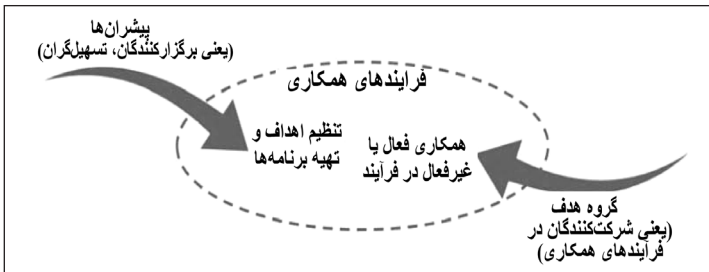 پیشران‌ها
(یعنی برگزارکنندگان، تسهیل‌گران)
فرایندهای همکاری
تنظیم اهداف و
تهیه برنامه‌ها
همکاری فعال یا
غیرفعال در فرآیند
گروه هدف
(یعنی شرکت‌کنندگان در
فرآیندهای همکاری)